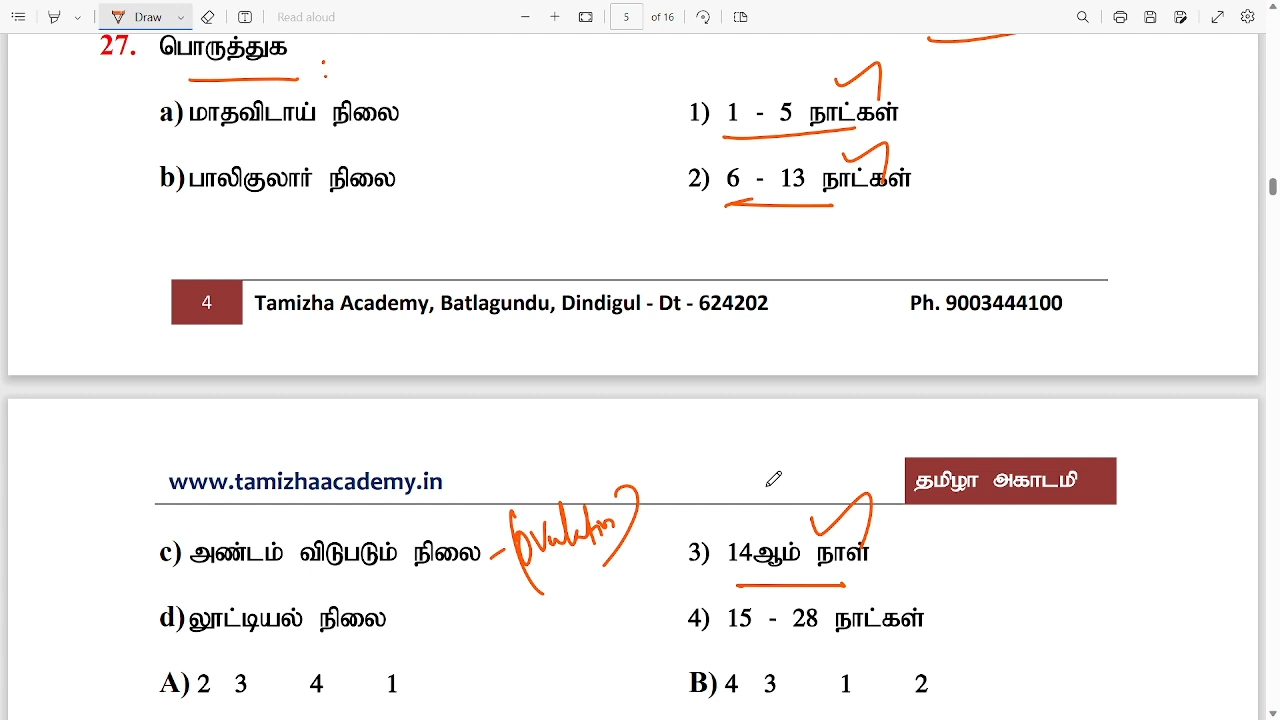 Draw
Read aloud
5 of 16
27. பொருத்துக :
a) மாதவிடாய் நிலை 1) 1 - 5 நாட்கள்
b) பாலிகுலார் நிலை 2) 6 - 13 நாட்கள்
4 Tamizha Academy, Batlagundu, Dindigul - Dt - 624202 Ph. 9003444100
www.tamizhaacademy.in தமிழா அகாடமி
c) அண்டம் விடுபடும் நிலை - (ovulation) 3) 14ஆம் நாள்
d) லூட்டியல் நிலை 4) 15 - 28 நாட்கள்
A) 2 3 4 1 B) 4 3 1 2